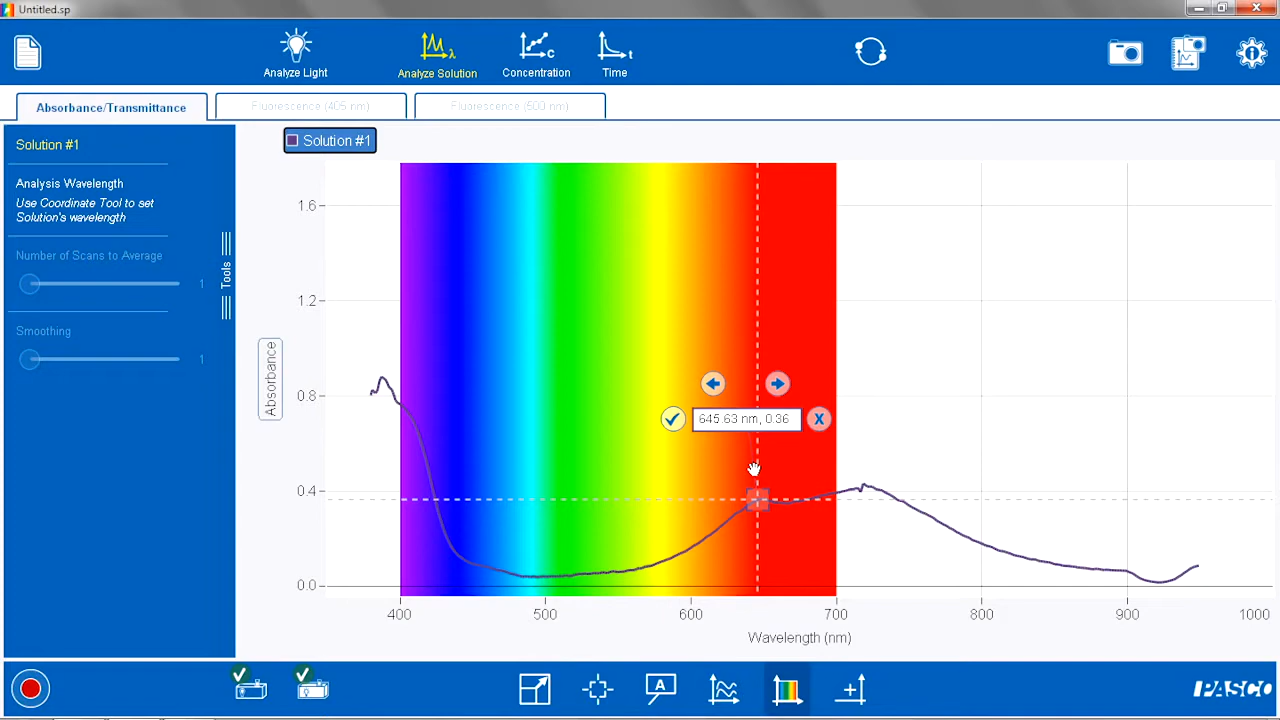 Untitled.sp
Analyze Light
Analyze Solution
Concentration
C
Time
t
λ
Absorbance/Transmittance
Fluorescence (405 nm)
Fluorescence (500 nm)
Solution #1
Analysis Wavelength
Use Coordinate Tool to set
Solution's wavelength
Number of Scans to Average
1
Smoothing
1
Tools
Solution #1
Absorbance
1.6
1.2
0.8
0.4
0.0
645.63 nm, 0.36
X
400
500
600
700
800
900
1000
Wavelength (nm)
A
PASCO